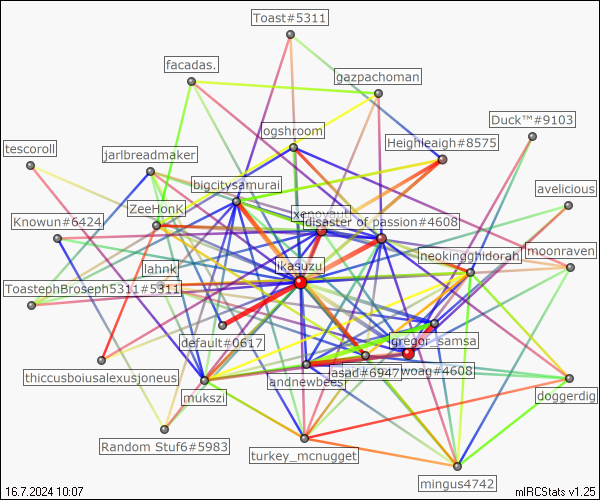 Toast#5311
facadas.
gazpachoman
Duck™#9103
ogshroom
Heighleaigh#8575
tescoroll
jarlbreadmaker
bigcitysamurai
avelicious
ZeeHonK
disaster of passion#4608
Knowun#6424
neokingghidorah
moonraven
lahnk
ikasuzu
ToastephBroseph5311#5311
default#0617
gregor_samsa
thiccusboiusalexusjoneus
andnewbees
asad#6947
woag#4608
mukszi
doggerdig
Random Stuf6#5983
turkey_mcnugget
mingus4742
16.7.2024 10:07
mIRCStats v1.25